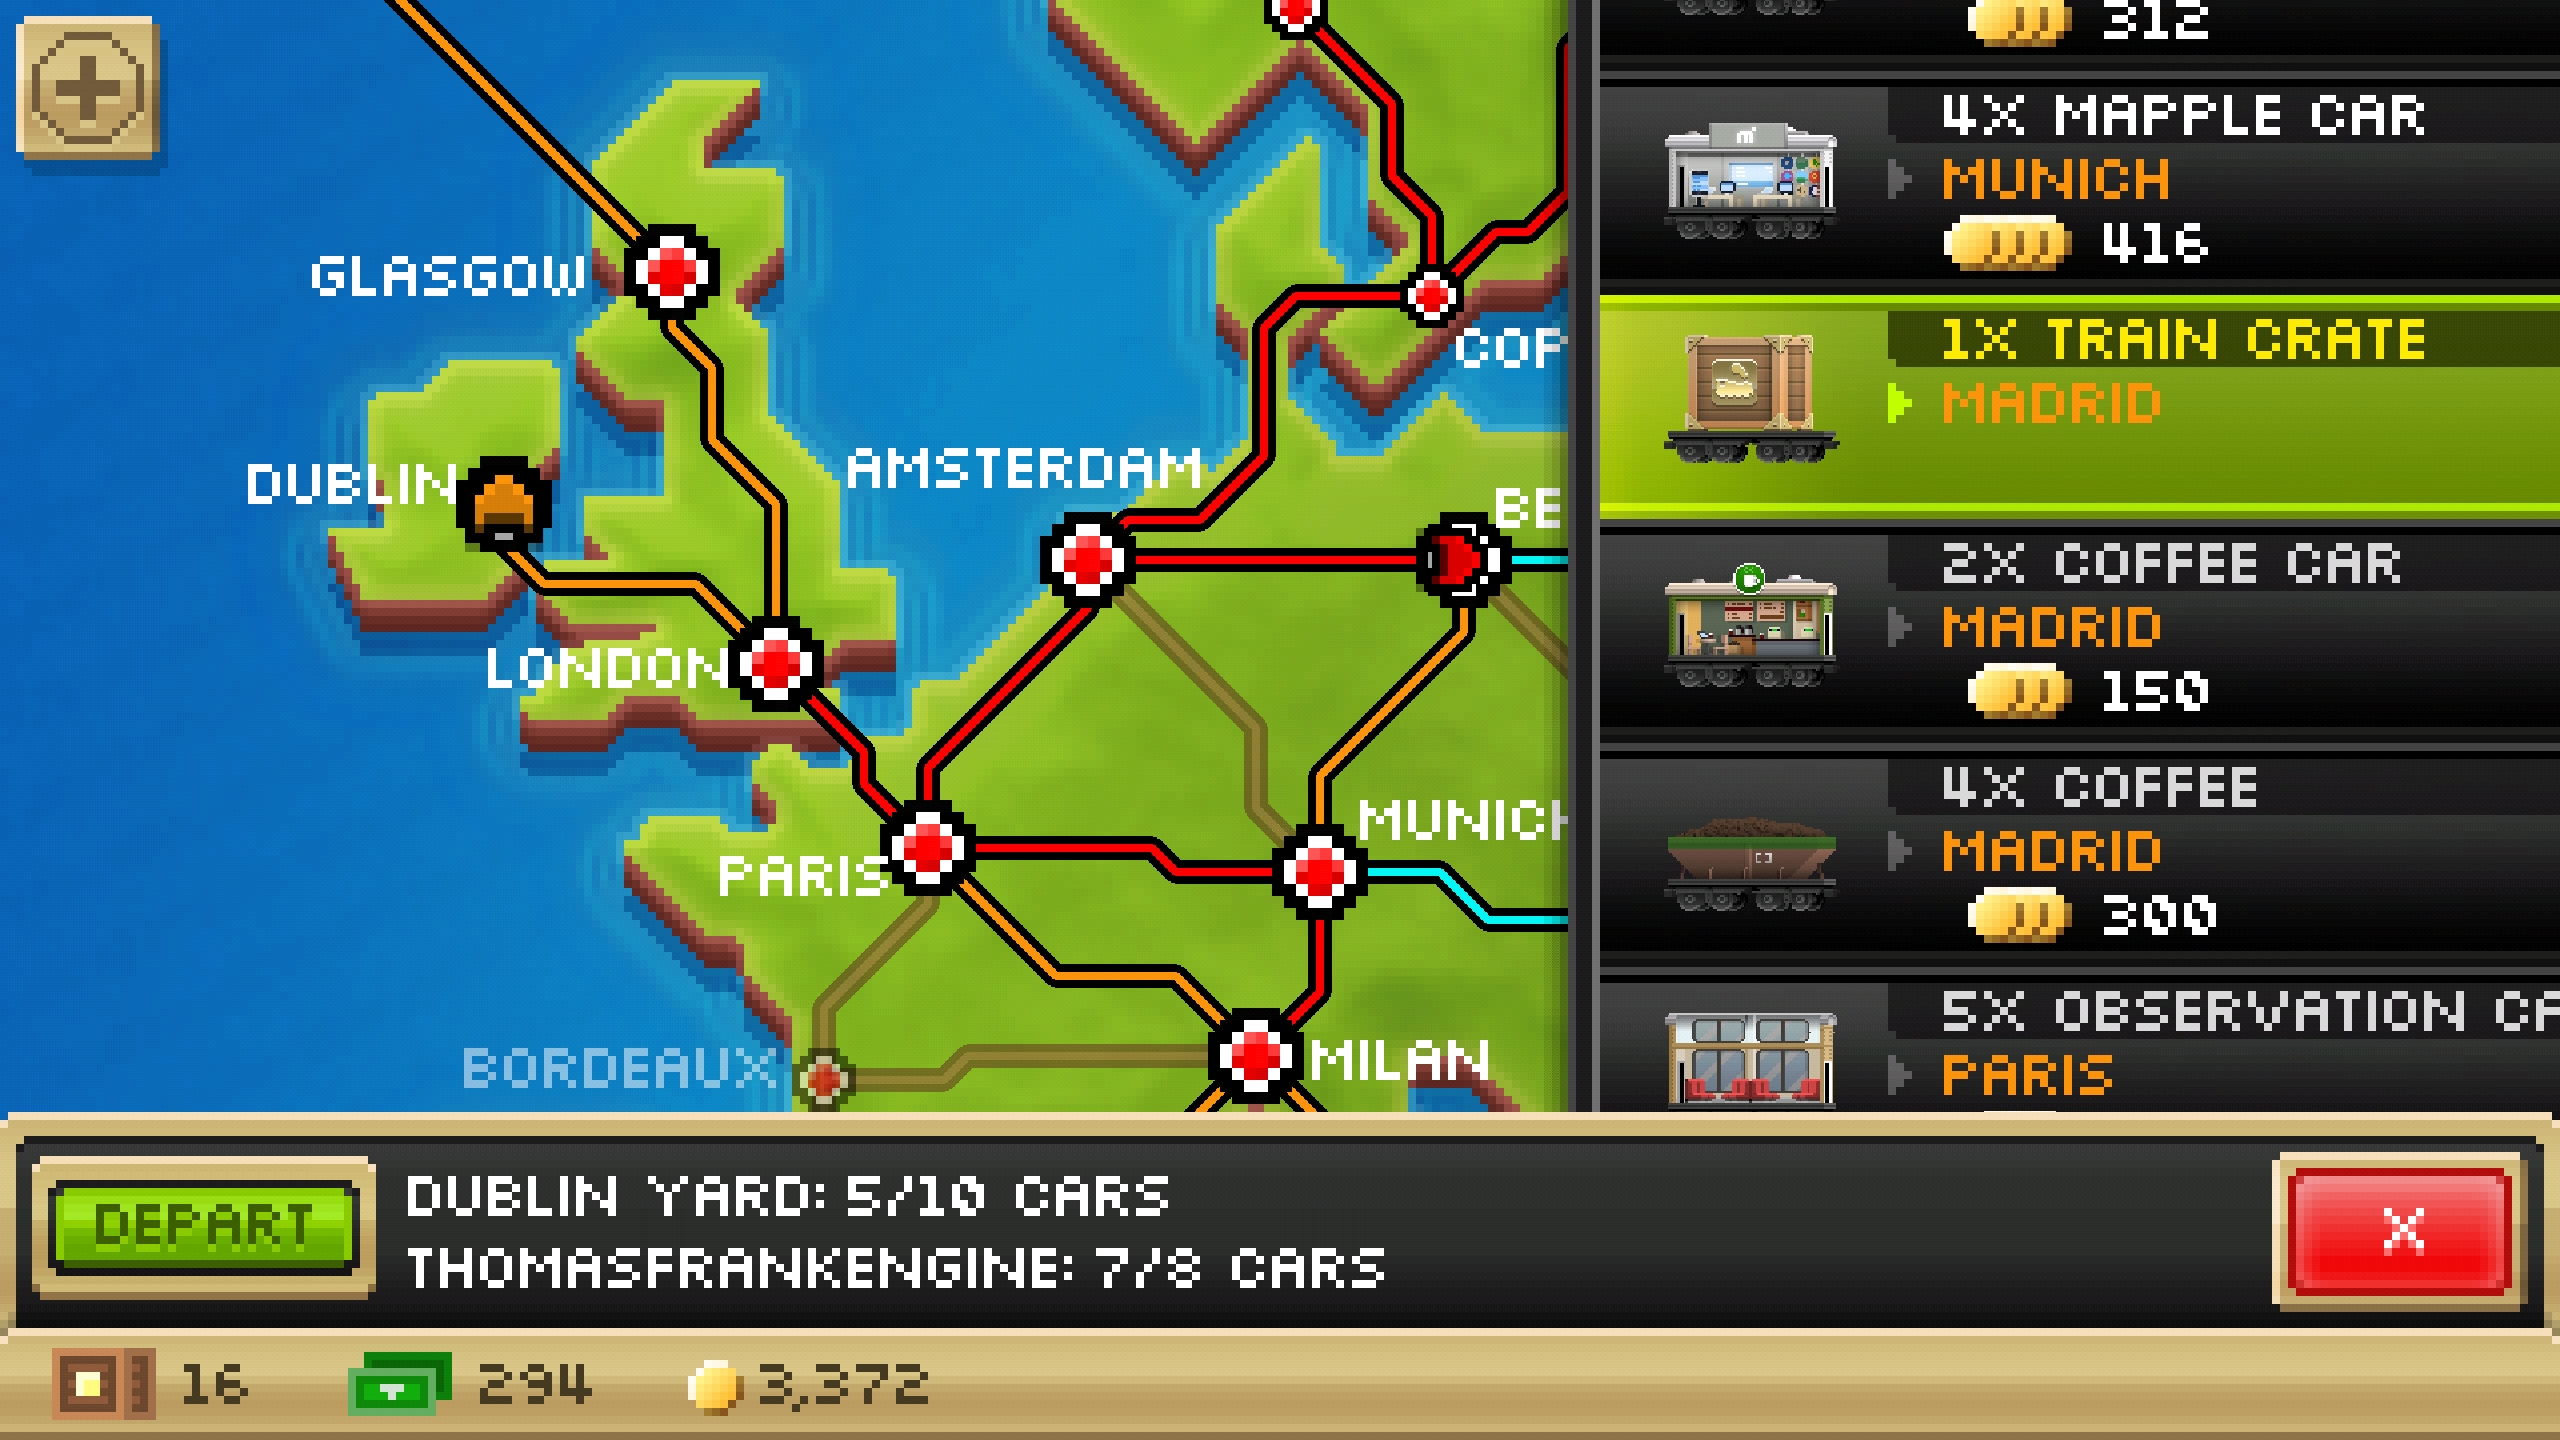 GLASGOW
DUBLIN
AMSTERDAM
COP
BE
LONDON
MUNICH
PARIS
BORDEAUX
MILAN
312
m
4X MAPPLE CAR
MUNICH
416
1X TRAIN CRATE
MADRID
2X COFFEE CAR
MADRID
150
4X COFFEE
MADRID
300
5X OBSERVATION CA
PARIS
DEPART
DUBLIN YARD: 5/10 CARS
THOMASFRANKENGINE: 7/8 CARS
X
16
294
3,372